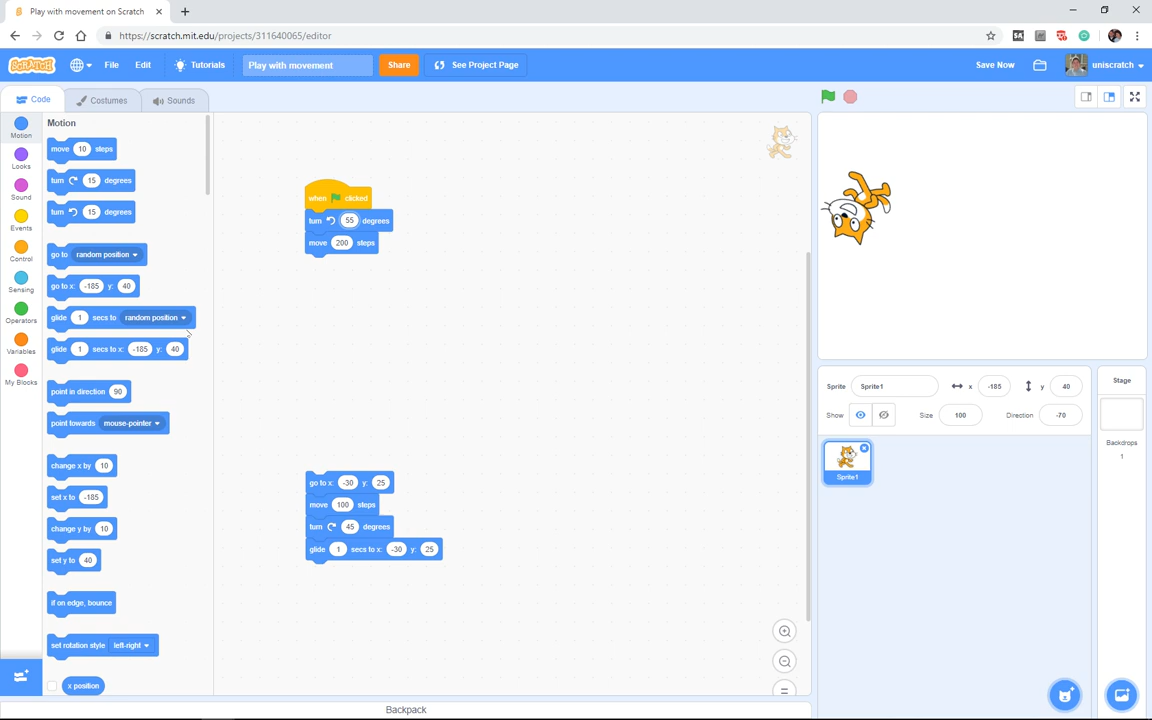 Play with movement on Scratch
https://scratch.mit.edu/projects/311640065/editor
SCRATCH File Edit Tutorials Play with movement Share See Project Page Save Now uniscratch
Code Costumes Sounds
Motion
Looks
Sound
Events
Control
Sensing
Operators
Variables
My Blocks
Motion
move 10 steps
turn 15 degrees
turn 15 degrees
go to random position
go to x: -185 y: 40
glide 1 secs to random position
glide 1 secs to x: -185 y: 40
point in direction 90
point towards mouse-pointer
change x by 10
set x to -185
change y by 10
set y to 40
if on edge, bounce
set rotation style left-right
x position
when clicked
turn 55 degrees
move 200 steps
go to x: -30 y: 25
move 100 steps
turn 45 degrees
glide 1 secs to x: -30 y: 25
Sprite Sprite1 x -185 y 40
Show Size 100 Direction -70
Sprite1
Stage
Backdrops
1
Backpack